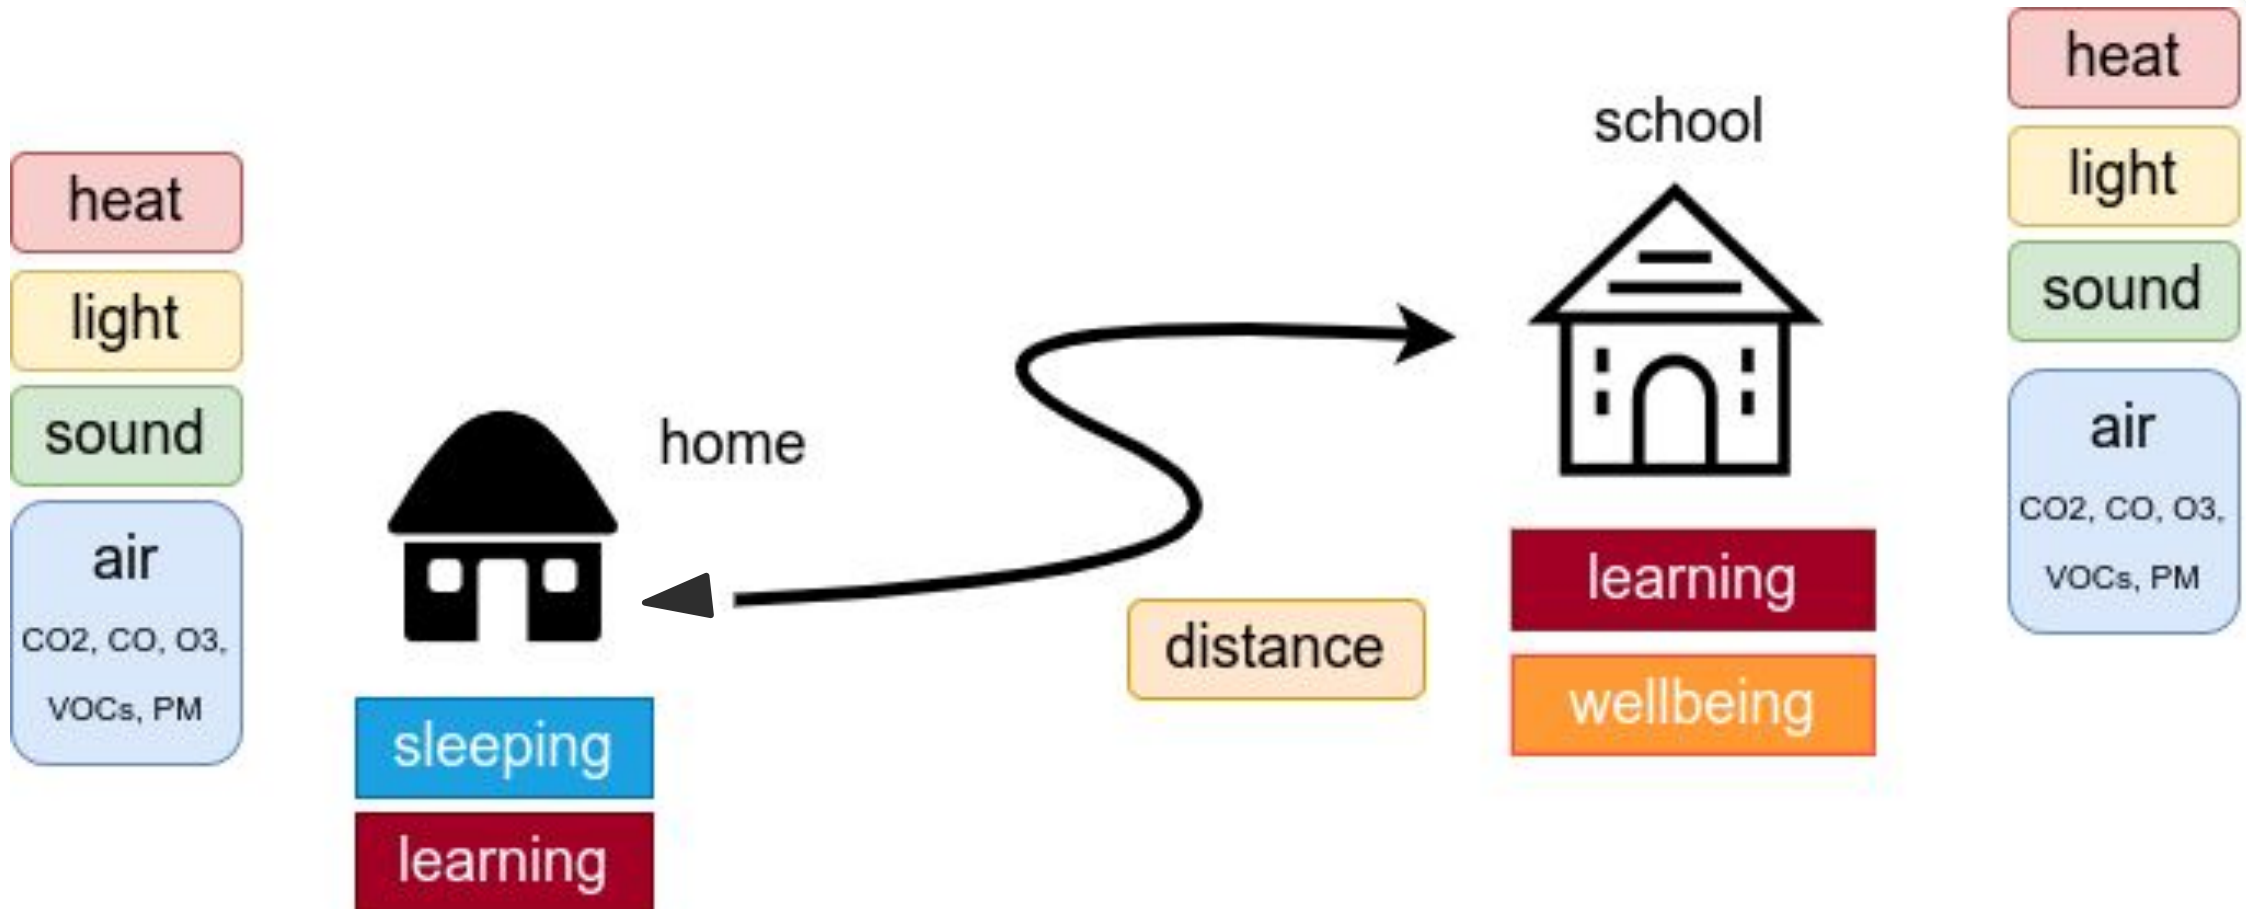 heat
light
sound
air
CO2, CO, O3,
VOCs, PM
home
sleeping
learning
distance
school
learning
wellbeing
heat
light
sound
air
CO2, CO, O3,
VOCs, PM